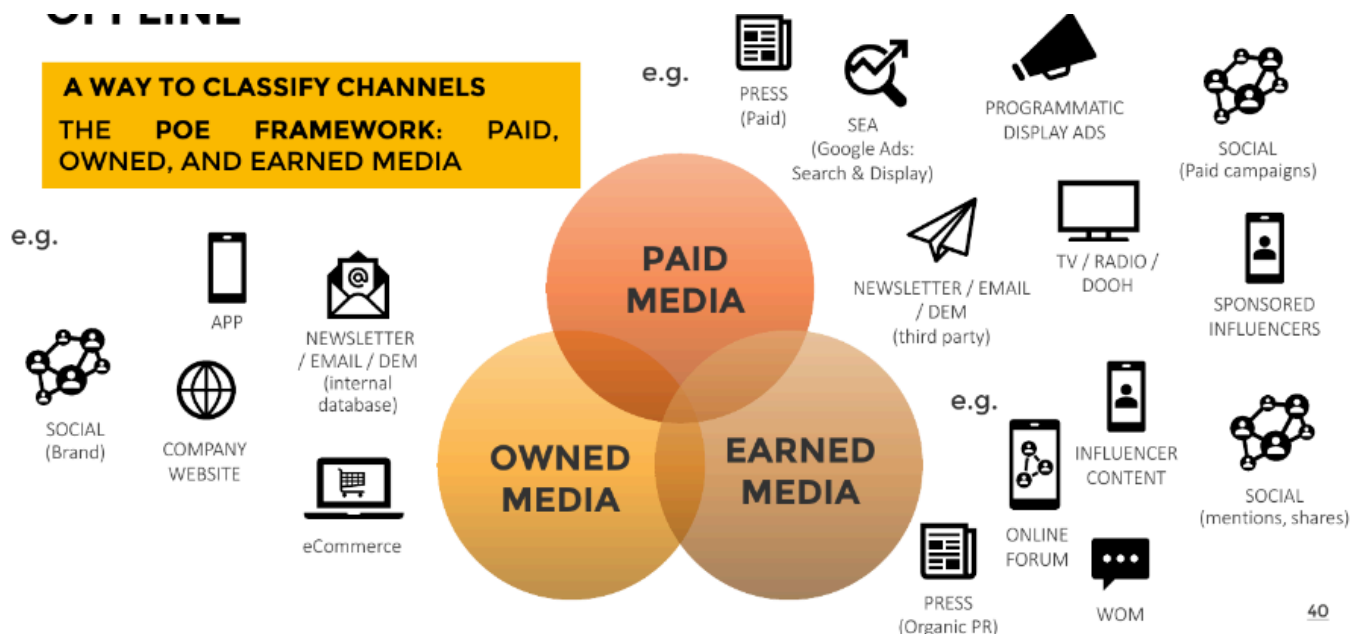 OFFLINE
A WAY TO CLASSIFY CHANNELS
THE POE FRAMEWORK: PAID,
OWNED, AND EARNED MEDIA
e.g.
PRESS
(Paid)
SEA
(Google Ads:
Search & Display)
PROGRAMMATIC
DISPLAY ADS
SOCIAL
(Paid campaigns)
NEWSLETTER / EMAIL
/ DEM
(third party)
TV / RADIO /
DOOH
SPONSORED
INFLUENCERS
e.g.
APP
NEWSLETTER
/ EMAIL / DEM
(internal
database)
SOCIAL
(Brand)
COMPANY
WEBSITE
eCommerce
PAID
MEDIA
OWNED
MEDIA
EARNED
MEDIA
e.g.
INFLUENCER
CONTENT
ONLINE
FORUM
SOCIAL
(mentions, shares)
PRESS
(Organic PR)
WOM
40